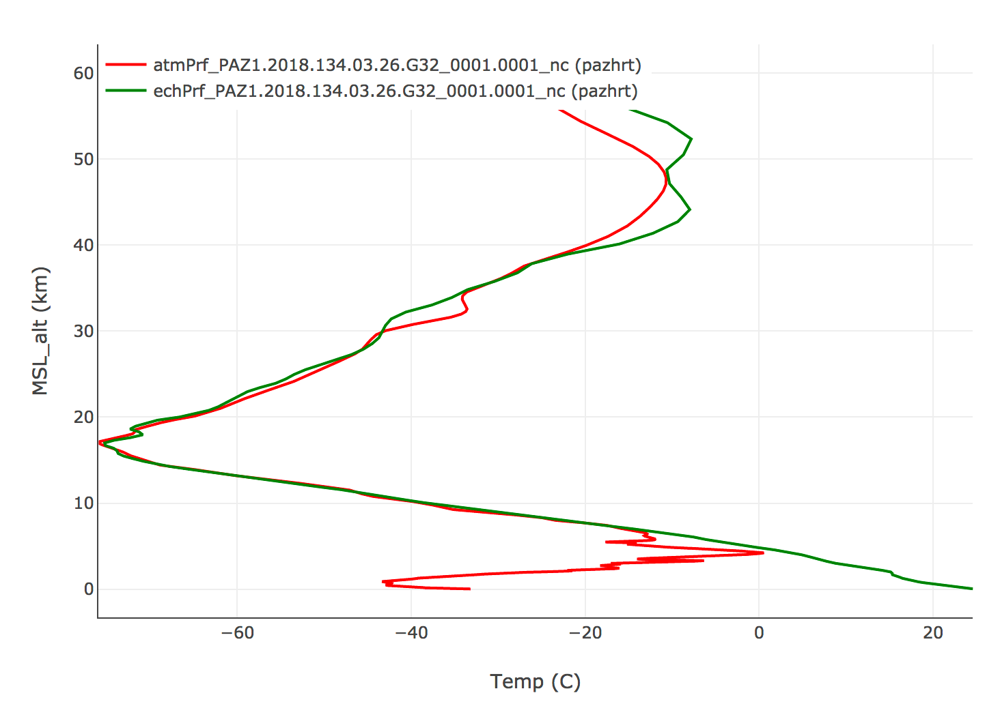 atmPrf_PAZ1.2018.134.03.26.G32_0001.0001_nc (pazhrt)
echPrf_PAZ1.2018.134.03.26.G32_0001.0001_nc (pazhrt)
60
50
40
30
20
10
0
MSL_alt (km)
−60 −40 −20 0 20
Temp (C)